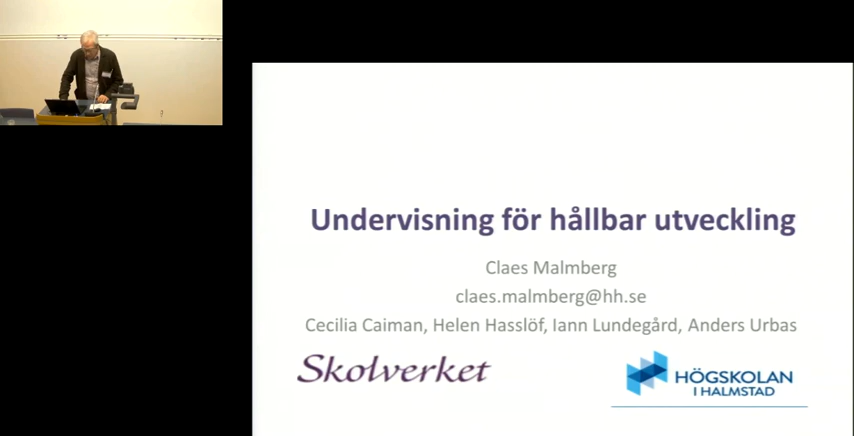 Undervisning för hållbar utveckling
Claes Malmberg
claes.malmberg@hh.se
Cecilia Caiman, Helen Hasslöf, Iann Lundegård, Anders Urbas
Skolverket
HÖGSKOLAN
I HALMSTAD